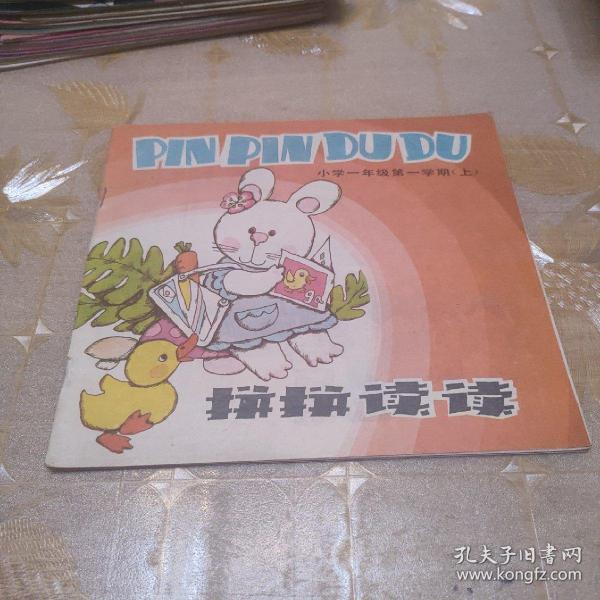 PIN PIN DU DU
小学一年级第一学期(上)
ga
拼拼读读
孔夫子旧书网
www.kongfz.com